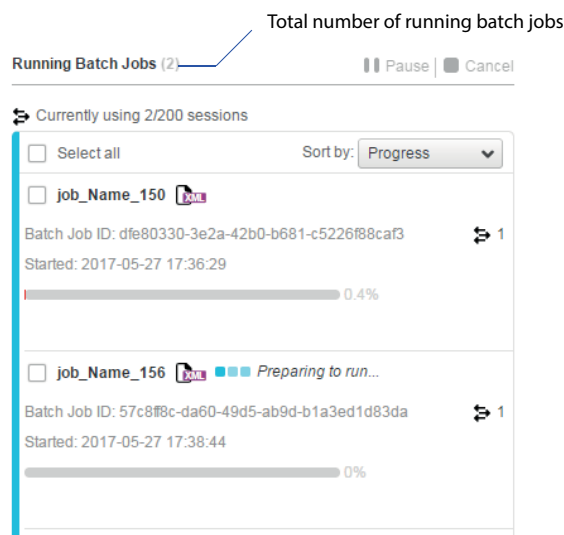 Total number of running batch jobs
Running Batch Jobs (2)
Pause | Cancel
Currently using 2/200 sessions
Select all Sort by: Progress
job_Name_150 XML
Batch Job ID: dfe80330-3e2a-42b0-b681-c5226f88caf3 1
Started: 2017-05-27 17:36:29
0.4%
job_Name_156 XML Preparing to run...
Batch Job ID: 57c8ff8c-da60-49d5-ab9d-b1a3ed1d83da 1
Started: 2017-05-27 17:38:44
0%